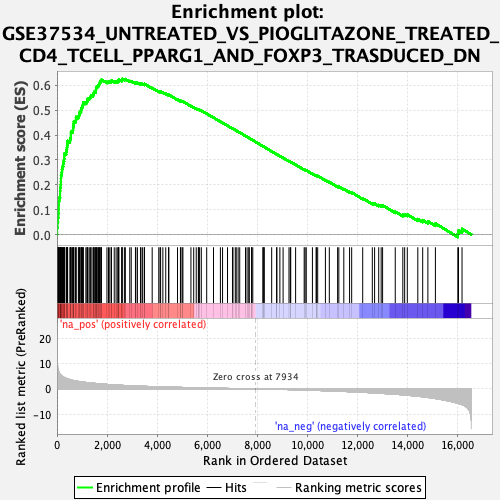 Enrichment plot:
GSE37534_UNTREATED_VS_PIOGLITAZONE_TREATED_
CD4_TCELL_PPARG1_AND_FOXP3_TRASDUCED_DN
Enrichment score (ES)
0.6
0.5
0.4
0.3
0.2
0.1
0.0
'na_pos' (positively correlated)
Ranked list metric (PreRanked)
20
10
0
-10
Zero cross at 7934
'na_neg' (negatively correlated)
0 2,000 4,000 6,000 8,000 10,000 12,000 14,000 16,000
Rank in Ordered Dataset
Enrichment profile Hits Ranking metric scores